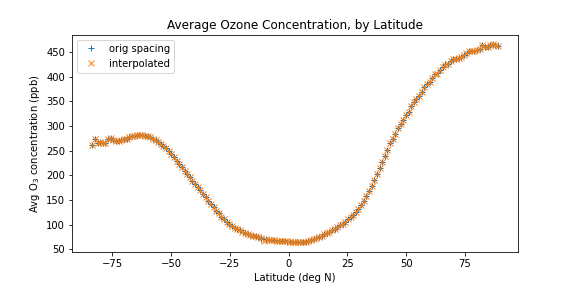 Average Ozone Concentration, by Latitude
orig spacing
interpolated
Avg O₃ concentration (ppb)
450
400
350
300
250
200
150
100
50
−75 −50 −25 0 25 50 75
Latitude (deg N)